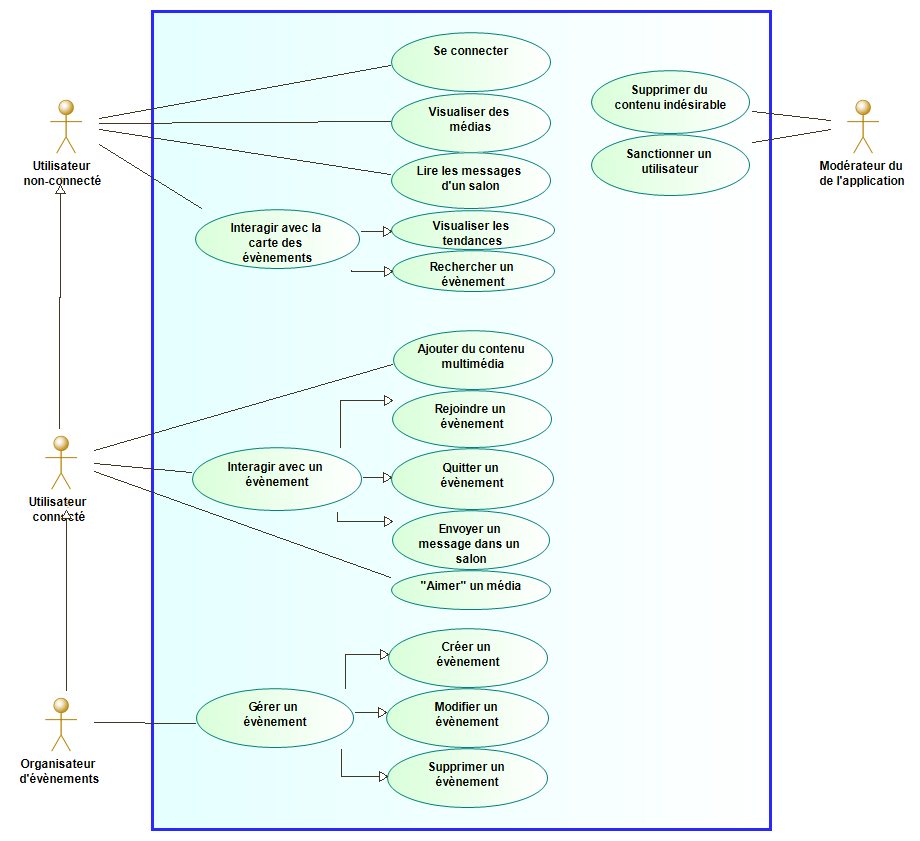 Se connecter
Supprimer du
contenu indésirable
Visualiser des
médias
Utilisateur
non-connecté
Sanctionner un
utilisateur
Modérateur du
de l'application
Lire les messages
d'un salon
Interagir avec la
carte des
évènements
Visualiser les
tendances
Rechercher un
évènement
Ajouter du contenu
multimédia
Rejoindre un
évènement
Utilisateur
connecté
Interagir avec un
évènement
Quitter un
évènement
Envoyer un
message dans un
salon
"Aimer" un média
Créer un
évènement
Gérer un
évènement
Modifier un
évènement
Organisateur
d'évènements
Supprimer un
évènement